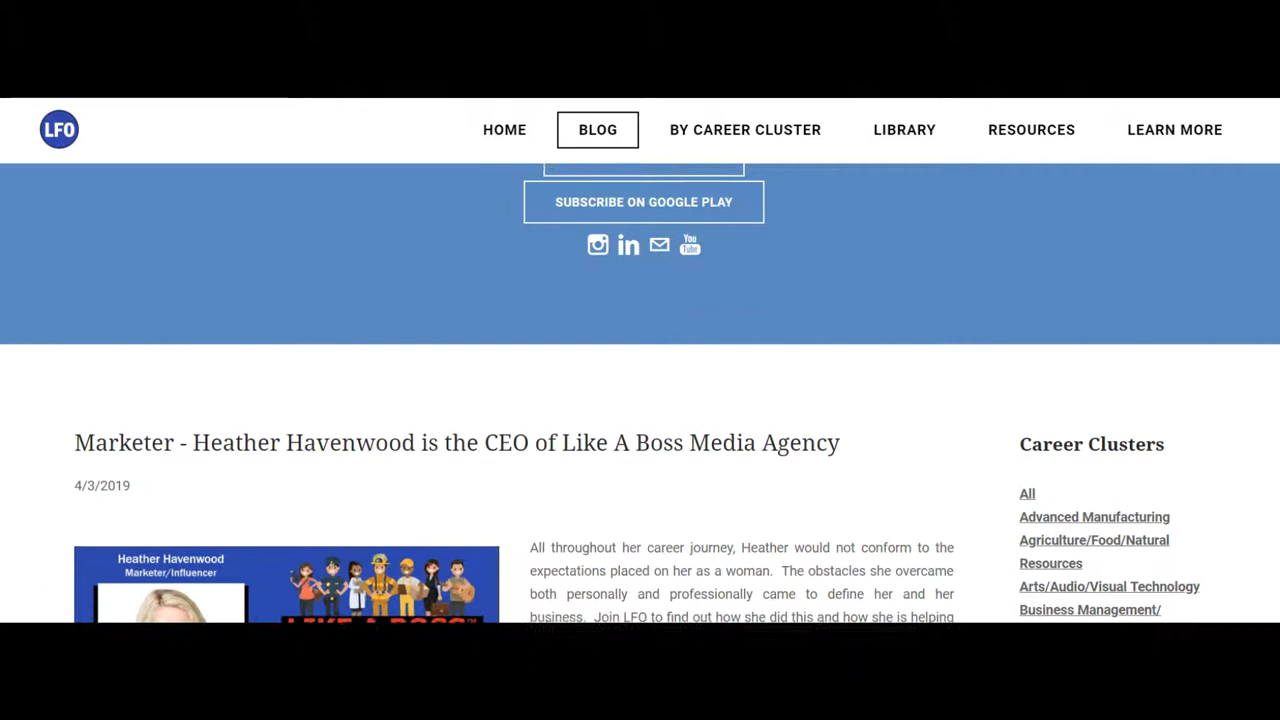 LFO
HOME
BLOG
BY CAREER CLUSTER
LIBRARY
RESOURCES
LEARN MORE
SUBSCRIBE ON GOOGLE PLAY
You
Tube
Marketer - Heather Havenwood is the CEO of Like A Boss Media Agency
4/3/2019
Heather Havenwood
Marketer/Influencer
LIKE A BOSS™
All throughout her career journey, Heather would not conform to the
expectations placed on her as a woman. The obstacles she overcame
both personally and professionally came to define her and her
business. Join LFO to find out how she did this and how she is helping
Career Clusters
All
Advanced Manufacturing
Agriculture/Food/Natural
Resources
Arts/Audio/Visual Technology
Business Management/